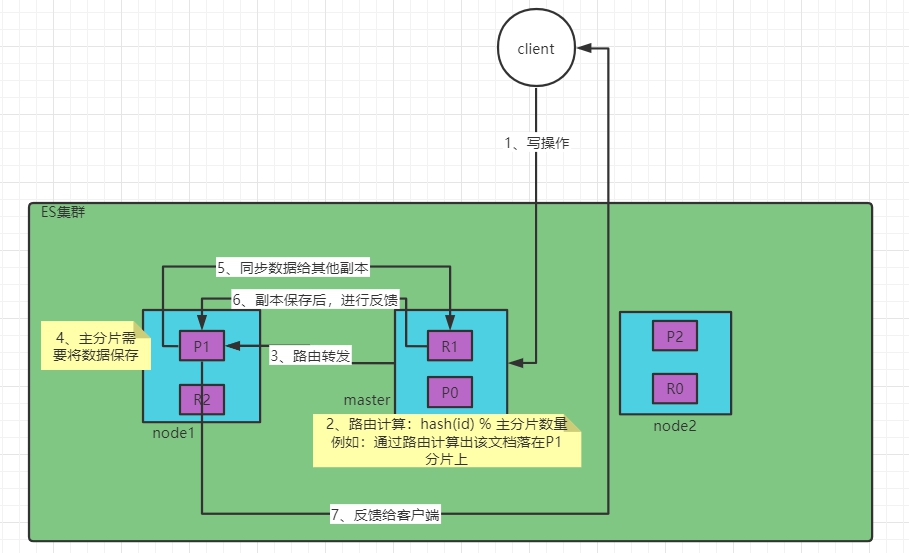 client
1、写操作
ES集群
5、同步数据给其他副本
6、副本保存后，进行反馈
4、主分片需
要将数据保存
P1
3、路由转发
R1
P2
R2
P0
R0
master
node1
node2
2、路由计算：hash(id) % 主分片数量
例如：通过路由计算出该文档落在P1
分片上
7、反馈给客户端